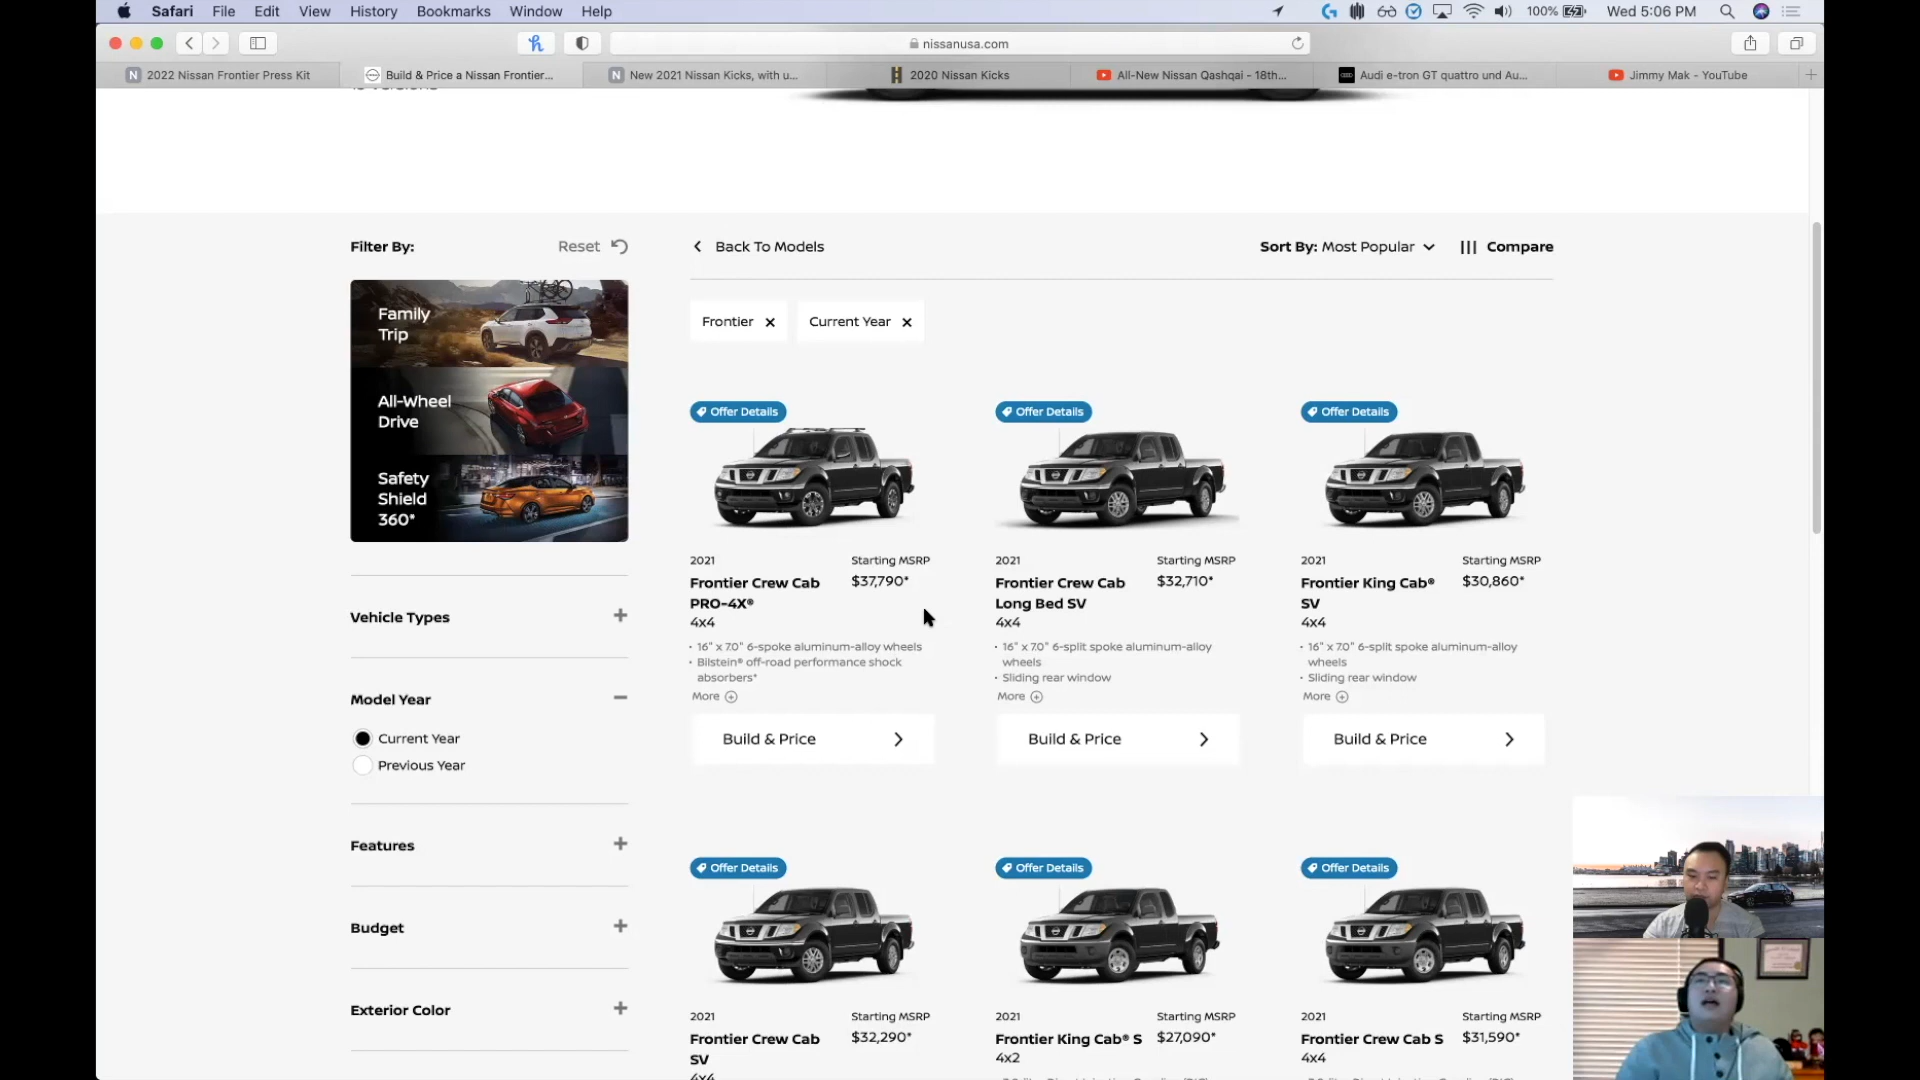 Safari File Edit View History Bookmarks Window Help
100% Wed 5:06 PM
nissanusa.com
2022 Nissan Frontier Press Kit
Build & Price a Nissan Frontier...
New 2021 Nissan Kicks, with u...
2020 Nissan Kicks
All-New Nissan Qashqai - 18th...
Audi e-tron GT quattro und Au...
Jimmy Mak - YouTube
Filter By:
Reset
Back To Models
Sort By: Most Popular
Compare
Family
Trip
All-Wheel
Drive
Safety
Shield
360*
Vehicle Types
Model Year
Current Year
Previous Year
Features
Budget
Exterior Color
Frontier
Current Year
Offer Details
2021
Starting MSRP
Frontier Crew Cab
PRO-4X®
$37,790*
4x4
• 16" x 7.0" 6-spoke aluminum-alloy wheels
• Bilstein® off-road performance shock
absorbers*
More
Build & Price
Offer Details
2021
Starting MSRP
Frontier Crew Cab
Long Bed SV
$32,710*
4x4
• 16" x 7.0" 6-split spoke aluminum-alloy
wheels
• Sliding rear window
More
Build & Price
Offer Details
2021
Starting MSRP
Frontier King Cab®
SV
$30,860*
4x4
• 16" x 7.0" 6-split spoke aluminum-alloy
wheels
• Sliding rear window
More
Build & Price
Offer Details
2021
Starting MSRP
Frontier Crew Cab
SV
$32,290*
4x4
Offer Details
2021
Starting MSRP
Frontier King Cab® S
$27,090*
4x2
Offer Details
2021
Starting MSRP
Frontier Crew Cab S
$31,590*
4x4